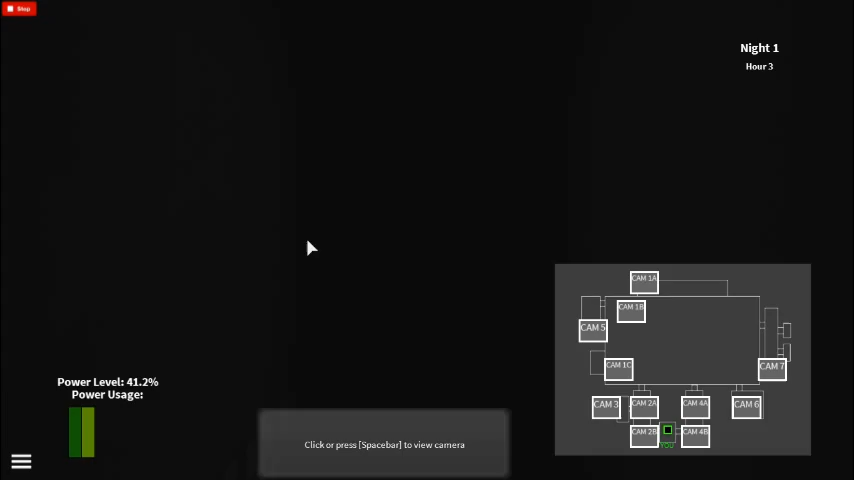 Stop
Night 1
Hour 3
CAM 1A
CAM 1B
CAM 5
CAM 1C
CAM 7
CAM 3
CAM 2A
CAM 4A
CAM 6
CAM 2B
YOU
CAM 4B
Power Level: 41.2%
Power Usage:
Click or press [Spacebar] to view camera